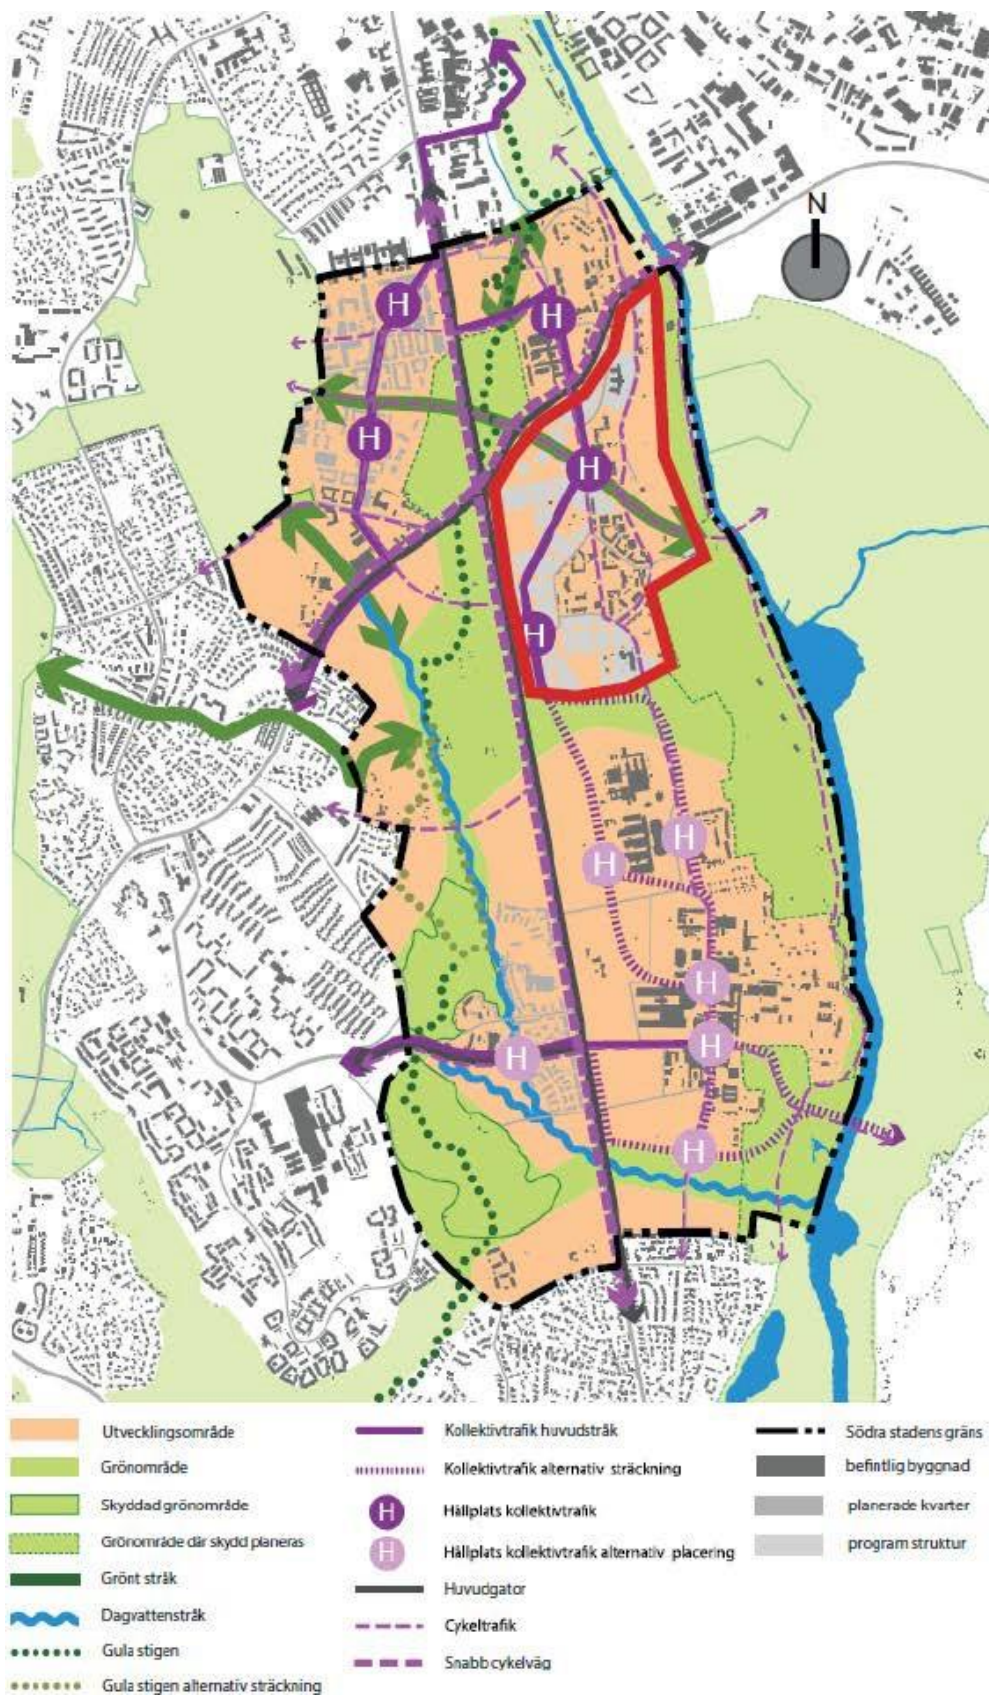 N
H
H
H
H
H
H
H
H
H
H
H
Utvecklingsområde
Grönområde
Skyddad grönområde
Grönområde där skydd planeras
Grönt stråk
Dagvattenstråk
Gula stigen
Gula stigen alternativ sträckning
Kollektivtrafik huvudstråk
Kollektivtrafik alternativ sträckning
H Hållplats kollektivtrafik
H Hållplats kollektivtrafik alternativ placering
Huvudgator
Cykeltrafik
Snabb cykelväg
Södra stadens gräns
befintlig byggnad
planerade kvarter
program struktur